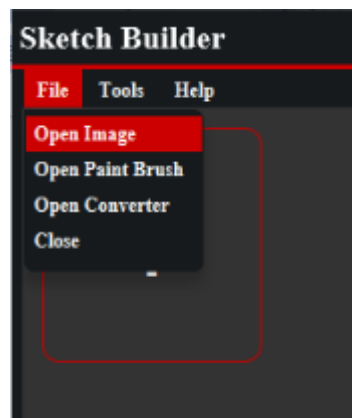 Sketch Builder
File Tools Help
Open Image
Open Paint Brush
Open Converter
Close